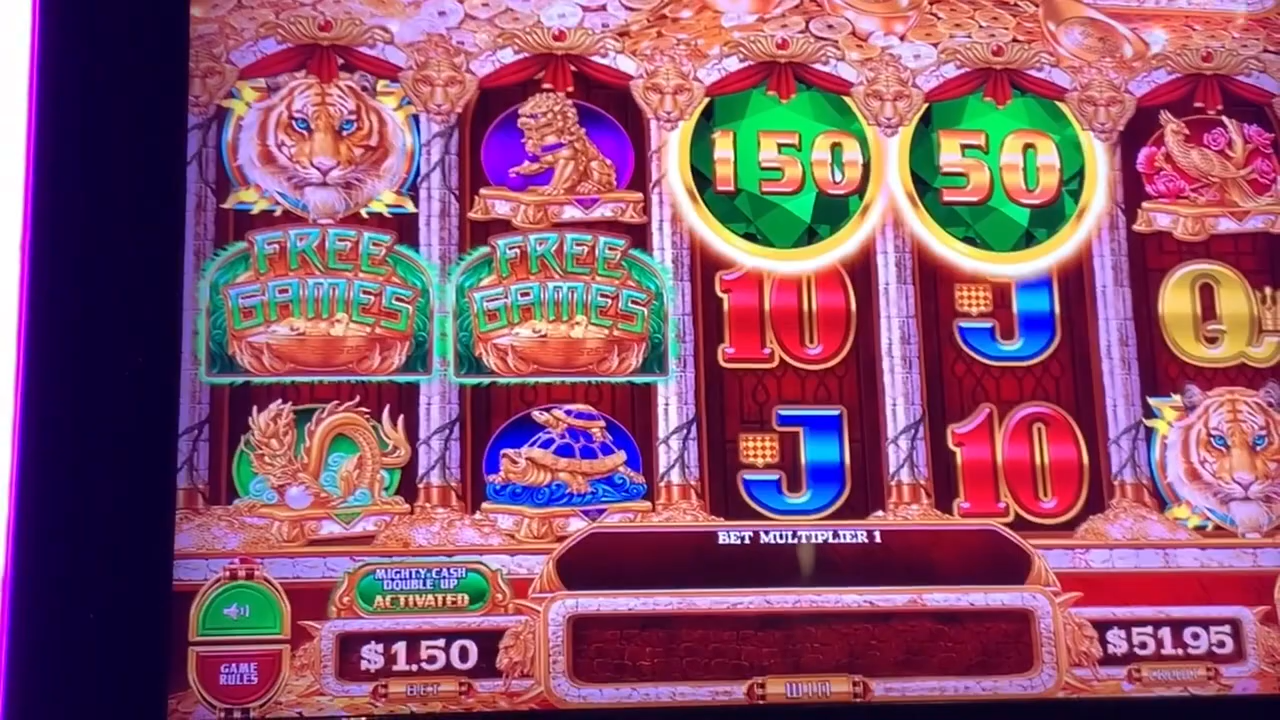 150
50
FREE
GAMES
FREE
GAMES
10
J
Q
J
10
BET MULTIPLIER 1
MIGHTY CASH
DOUBLE UP
ACTIVATED
$1.50
BET
GAME
RULES
WIN
$51.95
CREDIT